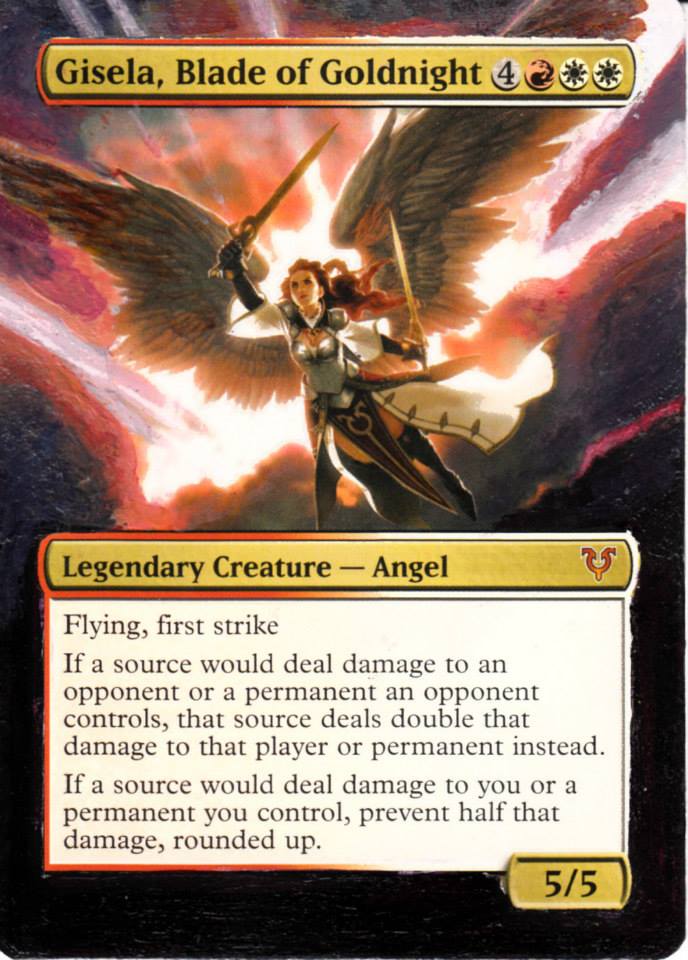 Gisela, Blade of Goldnight 4
Legendary Creature — Angel
Flying, first strike
If a source would deal damage to an
opponent or a permanent an opponent
controls, that source deals double that
damage to that player or permanent instead.
If a source would deal damage to you or a
permanent you control, prevent half that
damage, rounded up.
5/5